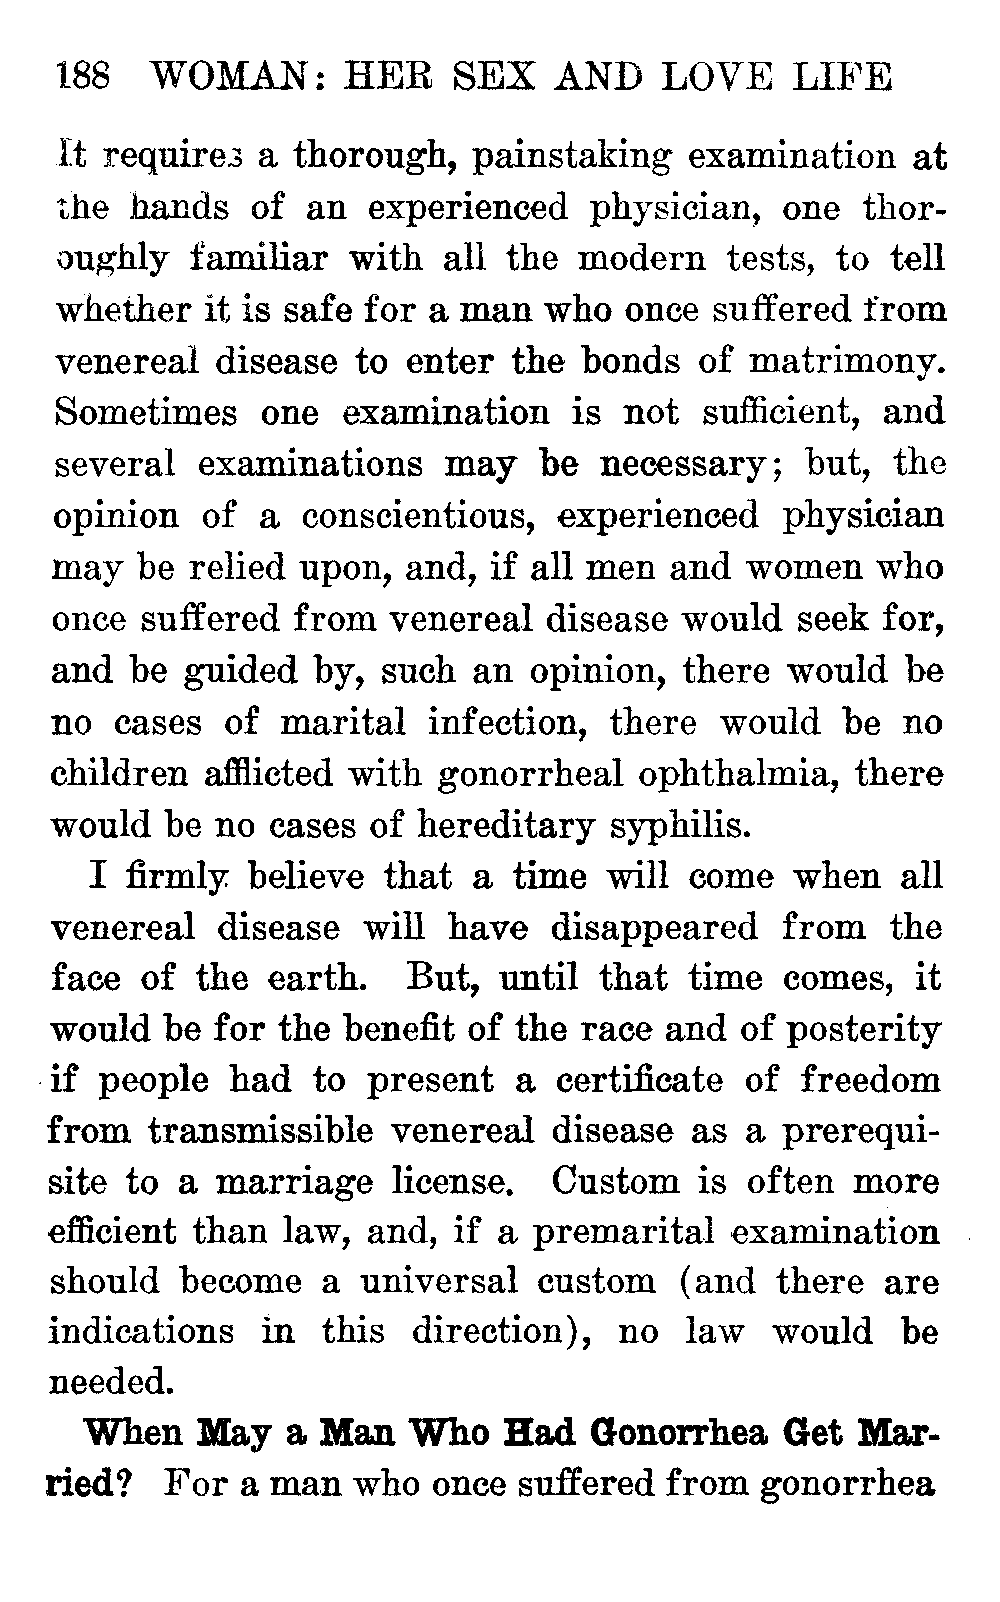 188 WOMAN: HER SEX AND LOVE LIFE
It requires a thorough, painstaking examination at
the hands of an experienced physician, one thor-
oughly familiar with all the modern tests, to tell
whether it is safe for a man who once suffered from
venereal disease to enter the bonds of matrimony.
Sometimes one examination is not sufficient, and
several examinations may be necessary; but, the
opinion of a conscientious, experienced physician
may be relied upon, and, if all men and women who
once suffered from venereal disease would seek for,
and be guided by, such an opinion, there would be
no cases of marital infection, there would be no
children afflicted with gonorrheal ophthalmia, there
would be no cases of hereditary syphilis.
I firmly believe that a time will come when all
venereal disease will have disappeared from the
face of the earth. But, until that time comes, it
would be for the benefit of the race and of posterity
if people had to present a certificate of freedom
from transmissible venereal disease as a prerequi-
site to a marriage license. Custom is often more
efficient than law, and, if a premarital examination
should become a universal custom (and there are
indications in this direction), no law would be
needed.
When May a Man Who Had Gonorrhea Get Mar-
ried? For a man who once suffered from gonorrhea